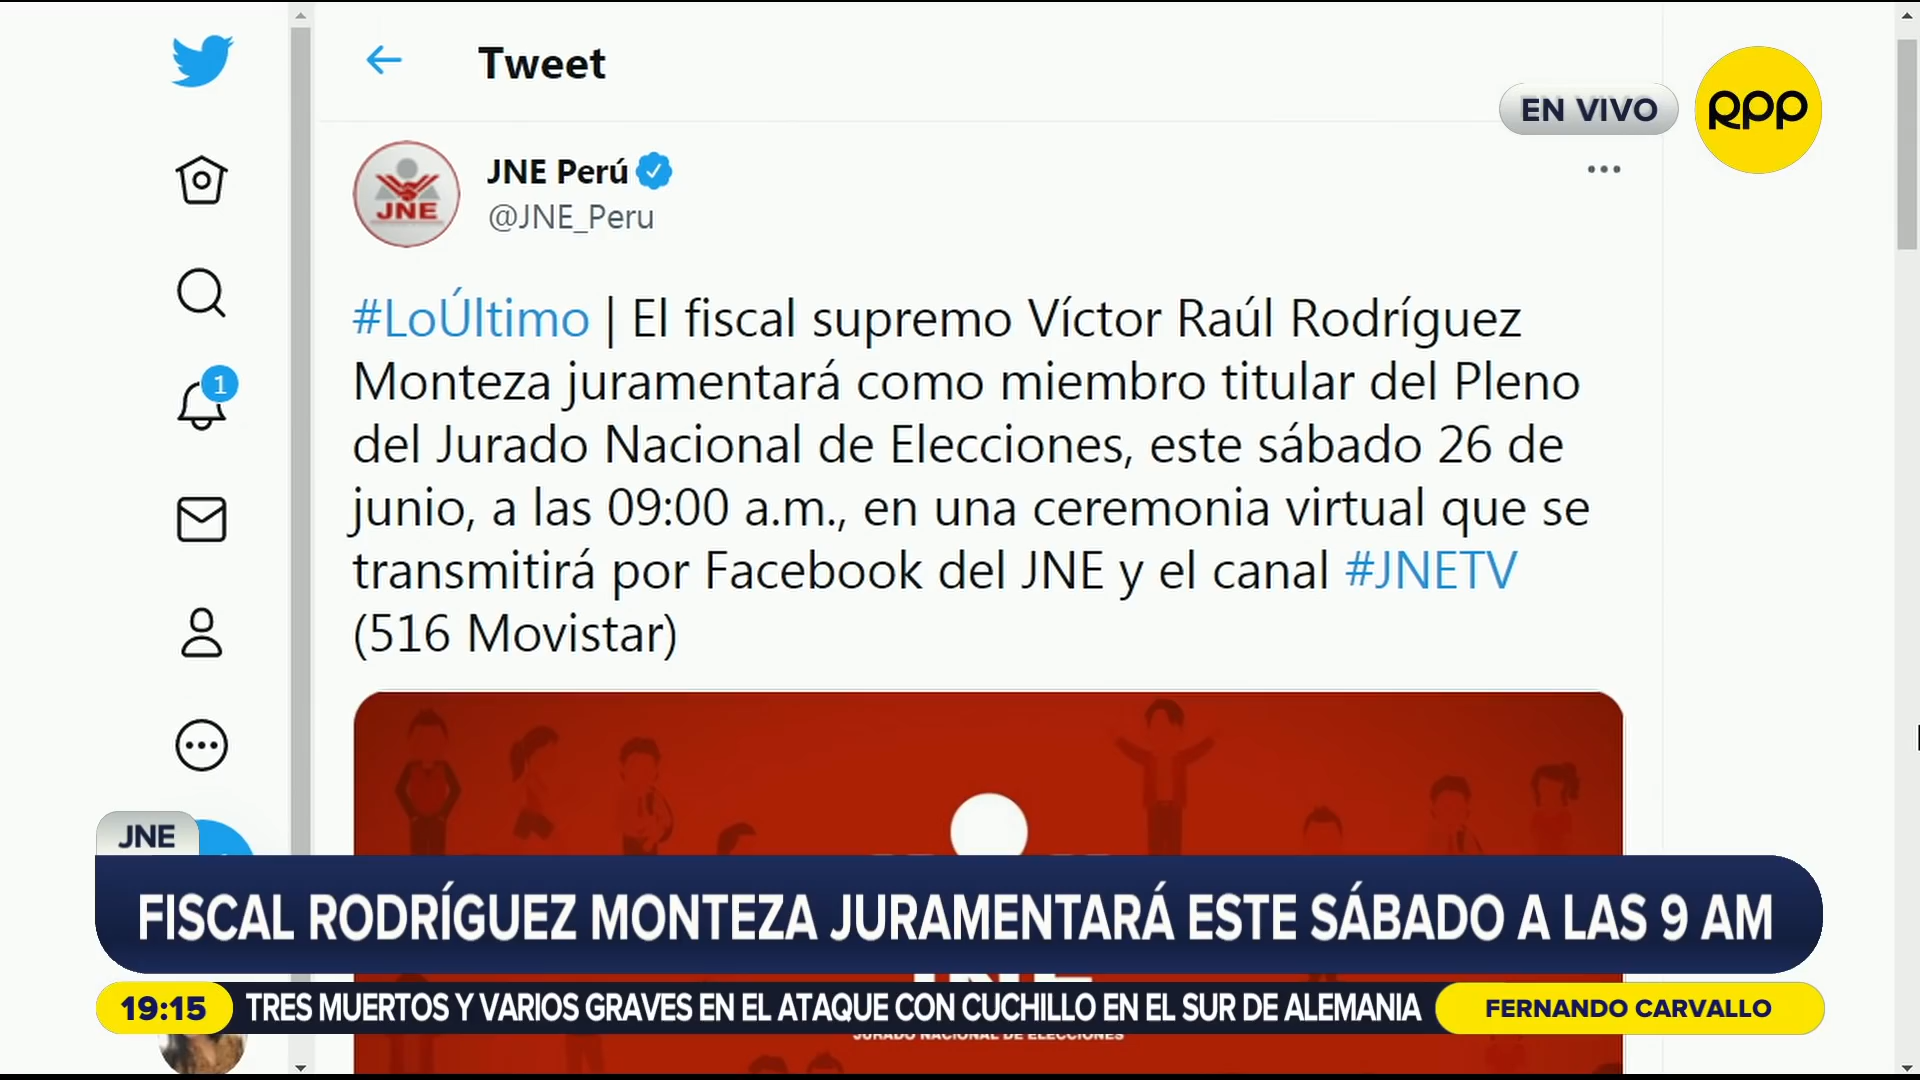 Tweet
EN VIVO
rpp
JNE Perú
@JNE_Peru
JNE
#LoÚltimo | El fiscal supremo Víctor Raúl Rodríguez
Monteza juramentará como miembro titular del Pleno
del Jurado Nacional de Elecciones, este sábado 26 de
junio, a las 09:00 a.m., en una ceremonia virtual que se
transmitirá por Facebook del JNE y el canal #JNETV
(516 Movistar)
1
JNE
FISCAL RODRÍGUEZ MONTEZA JURAMENTARÁ ESTE SÁBADO A LAS 9 AM
19:15 TRES MUERTOS Y VARIOS GRAVES EN EL ATAQUE CON CUCHILLO EN EL SUR DE ALEMANIA FERNANDO CARVALLO
JURADO NACIONAL DE ELECCIONES